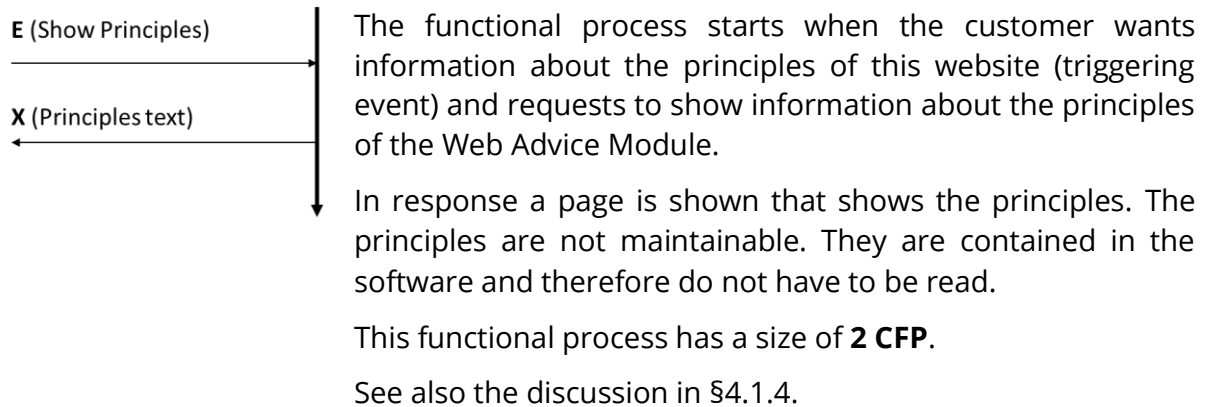 E (Show Principles)
X (Principles text)
The functional process starts when the customer wants
information about the principles of this website (triggering
event) and requests to show information about the principles
of the Web Advice Module.
In response a page is shown that shows the principles. The
principles are not maintainable. They are contained in the
software and therefore do not have to be read.
This functional process has a size of 2 CFP.
See also the discussion in §4.1.4.